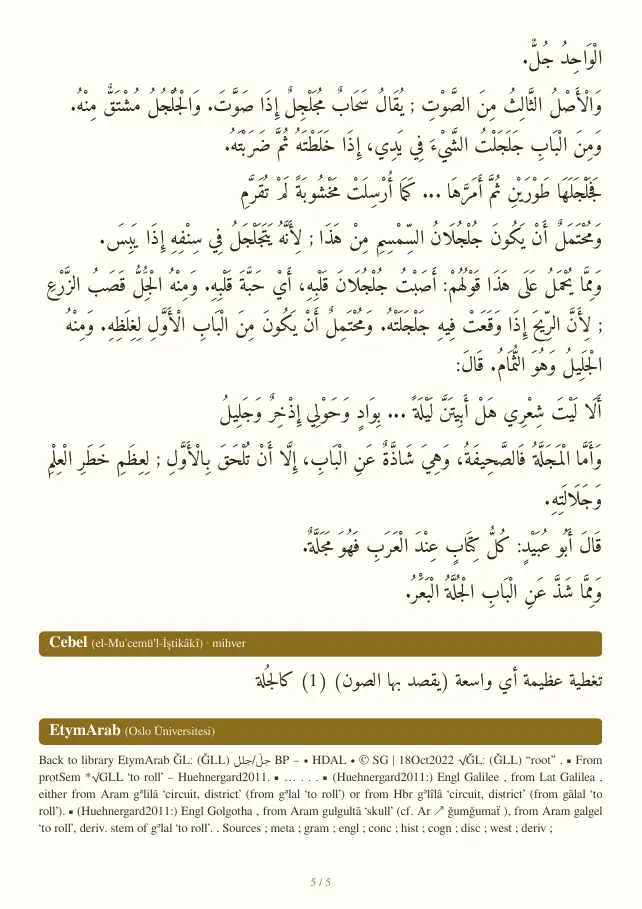 الْوَاحِدُ جُلٌّ.
وَالْأَصْلُ الثَّالِثُ مِنَ الصَّوْتِ ; يُقَالُ سَحَابٌ مُجَلْجِلٌ إِذَا صَوَّتَ. وَالْجُلْجُلُ مُشْتَقٌّ مِنْهُ.
وَمِنَ الْبَابِ جَلْجَلْتُ الشَّيْءَ فِي يَدِي، إِذَا خَلَطْتَهُ ثُمَّ ضَرَبْتَهُ.
فَجَلْجَلَهَا طَوْرَيْنِ ثُمَّ أَمَرَّهَا ... كَمَا أُرْسِلَتْ مَخْشُوبَةٌ لَمْ تُقَرَّمِ
وَمُحْتَمَلٌ أَنْ يَكُونَ جُلْجُلَانُ السِّمْسِمِ مِنْ هَذَا ; لِأَنَّهُ يَتَجَلْجَلُ فِي سِنْفِهِ إِذَا يَبِسَ.
وَمِمَّا يُحْمَلُ عَلَى هَذَا قَوْلُهُمْ: أَصَبْتُ جُلْجُلَانَ قَلْبِهِ، أَيْ حَبَّةَ قَلْبِهِ. وَمِنْهُ الْجُلُّ قَصَبُ الزَّرْعِ
; لِأَنَّ الرِّيحَ إِذَا وَقَعَتْ فِيهِ جَلْجَلَتْهُ. وَمُحْتَمِلٌ أَنْ يَكُونَ مِنَ الْبَابِ الْأَوَّلِ لِغِلَظِهِ. وَمِنْهُ
الْجَلِيلُ وَهُوَ الثُّمَامُ. قَالَ:
أَلَا لَيْتَ شِعْرِي هَلْ أَبِيتَنَّ لَيْلَةً ... بِوَادٍ وَحَوْلِي إِذْخِرٌ وَجَلِيلُ
وَأَمَّا الْمَجَلَّةُ فَالصَّحِيفَةُ، وَهِيَ شَاذَّةٌ عَنِ الْبَابِ، إِلَّا أَنْ تُلْحَقَ بِالْأَوَّلِ ; لِعِظَمِ خَطَرِ الْعِلْمِ
وَجَلَالَتِهِ.
قَالَ أَبُو عُبَيْدٍ: كُلُّ كِتَابٍ عِنْدَ الْعَرَبِ فَهُوَ مَجَلَّةٌ.
وَمِمَّا شَذَّ عَنِ الْبَابِ الْجُلَّةُ الْبَعْرُ.
Cebel (el-Mu'cemü'l-İştikâkî) · mihver
تغطية عظيمة أي واسعة (يقصد بها الصون) (1) كالجُلة
EtymArab (Oslo Üniversitesi)
Back to library EtymArab ǦL: (ǦLL) جلّ/جلل BP – • HDAL • © SG | 18Oct2022 √ǦL: (ǦLL) “root” . ▪ From
protSem *√GLL ‘to roll’ – Huehnergard2011. ▪ … . . . ▪ (Huehnergard2011:) Engl Galilee , from Lat Galilea ,
either from Aram gᵊlilā ‘circuit, district’ (from gᵊlal ‘to roll’) or from Hbr gᵊlîlâ ‘circuit, district’ (from gālal ‘to
roll’). ▪ (Huehnergard2011:) Engl Golgotha , from Aram gulgultā ‘skull’ (cf. Ar ↗ ǧumǧumaẗ ), from Aram galgel
‘to roll’, deriv. stem of gᵊlal ‘to roll’. . Sources ; meta ; gram ; engl ; conc ; hist ; cogn ; disc ; west ; deriv ;
5 / 5